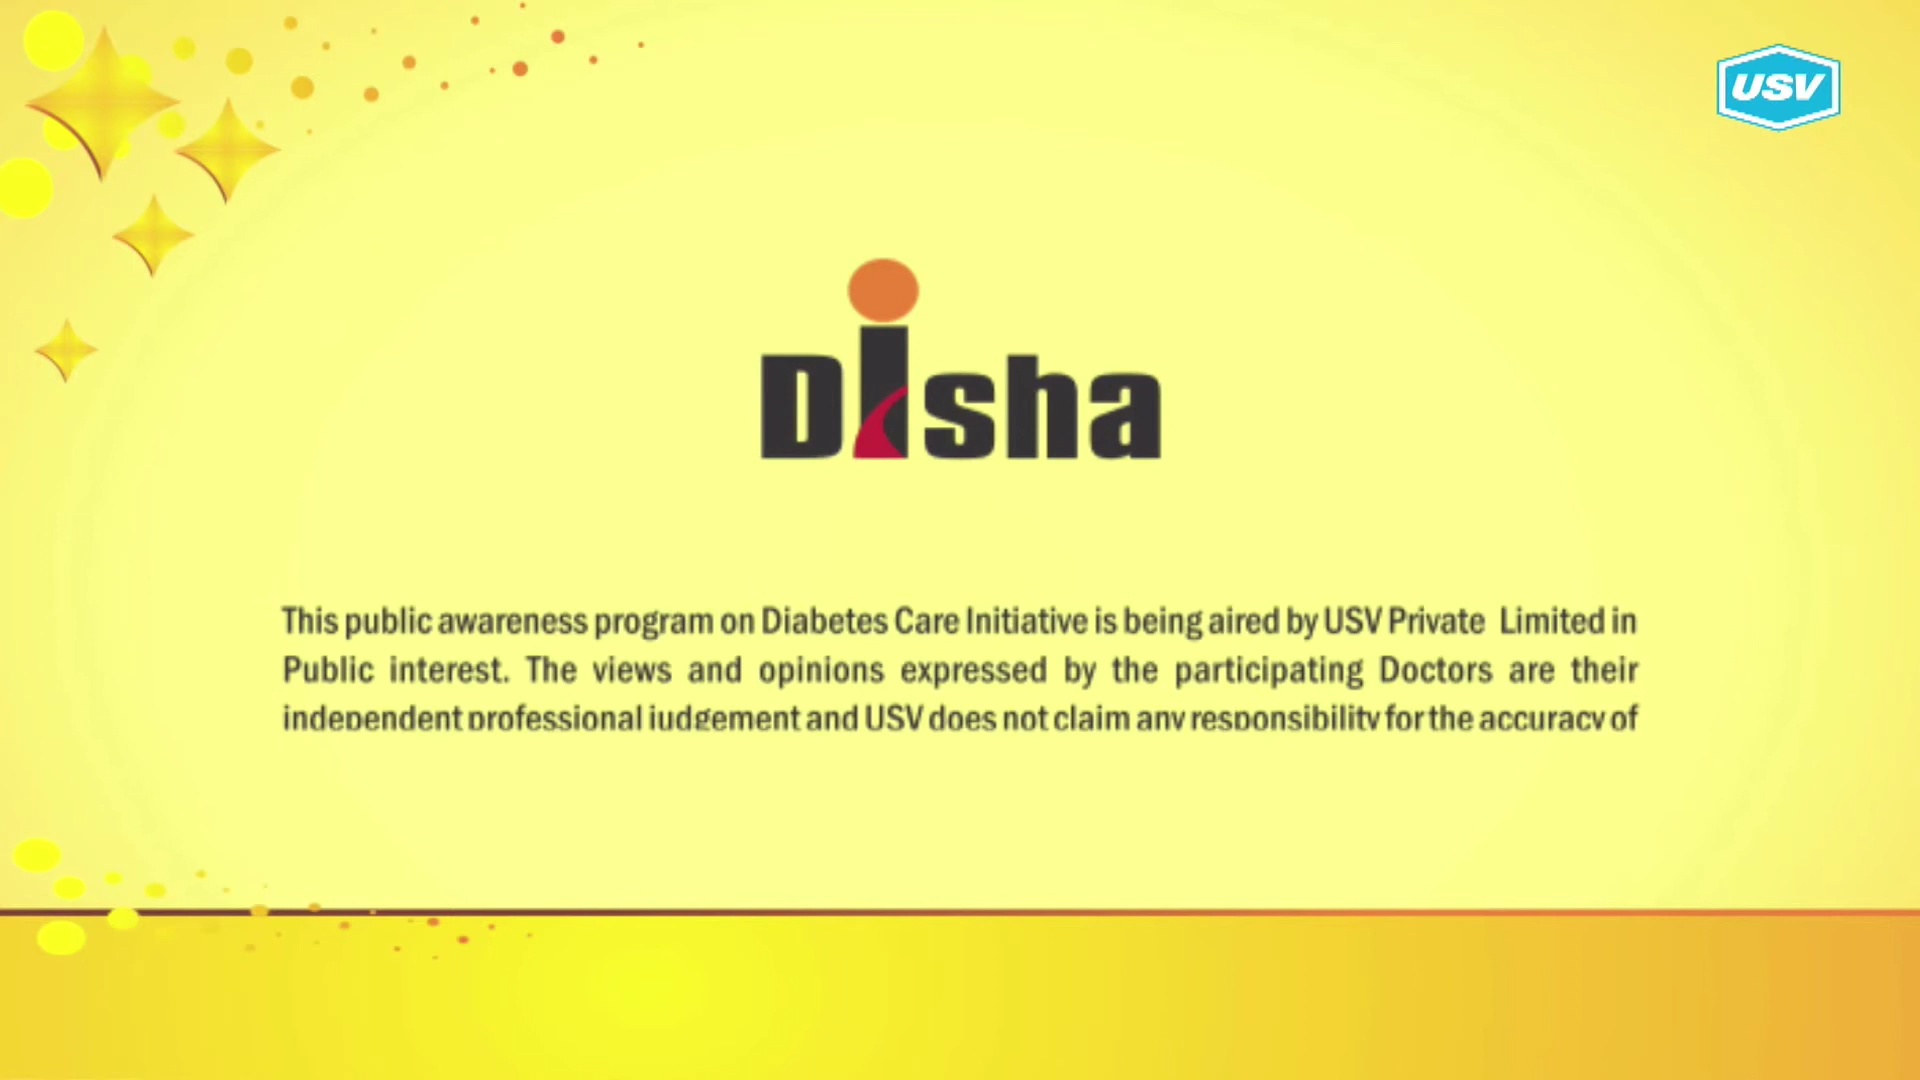 USV
Disha
This public awareness program on Diabetes Care Initiative is being aired by USV Private Limited in
Public interest. The views and opinions expressed by the participating Doctors are their
independent professional judgement and USV does not claim any responsibility for the accuracy of